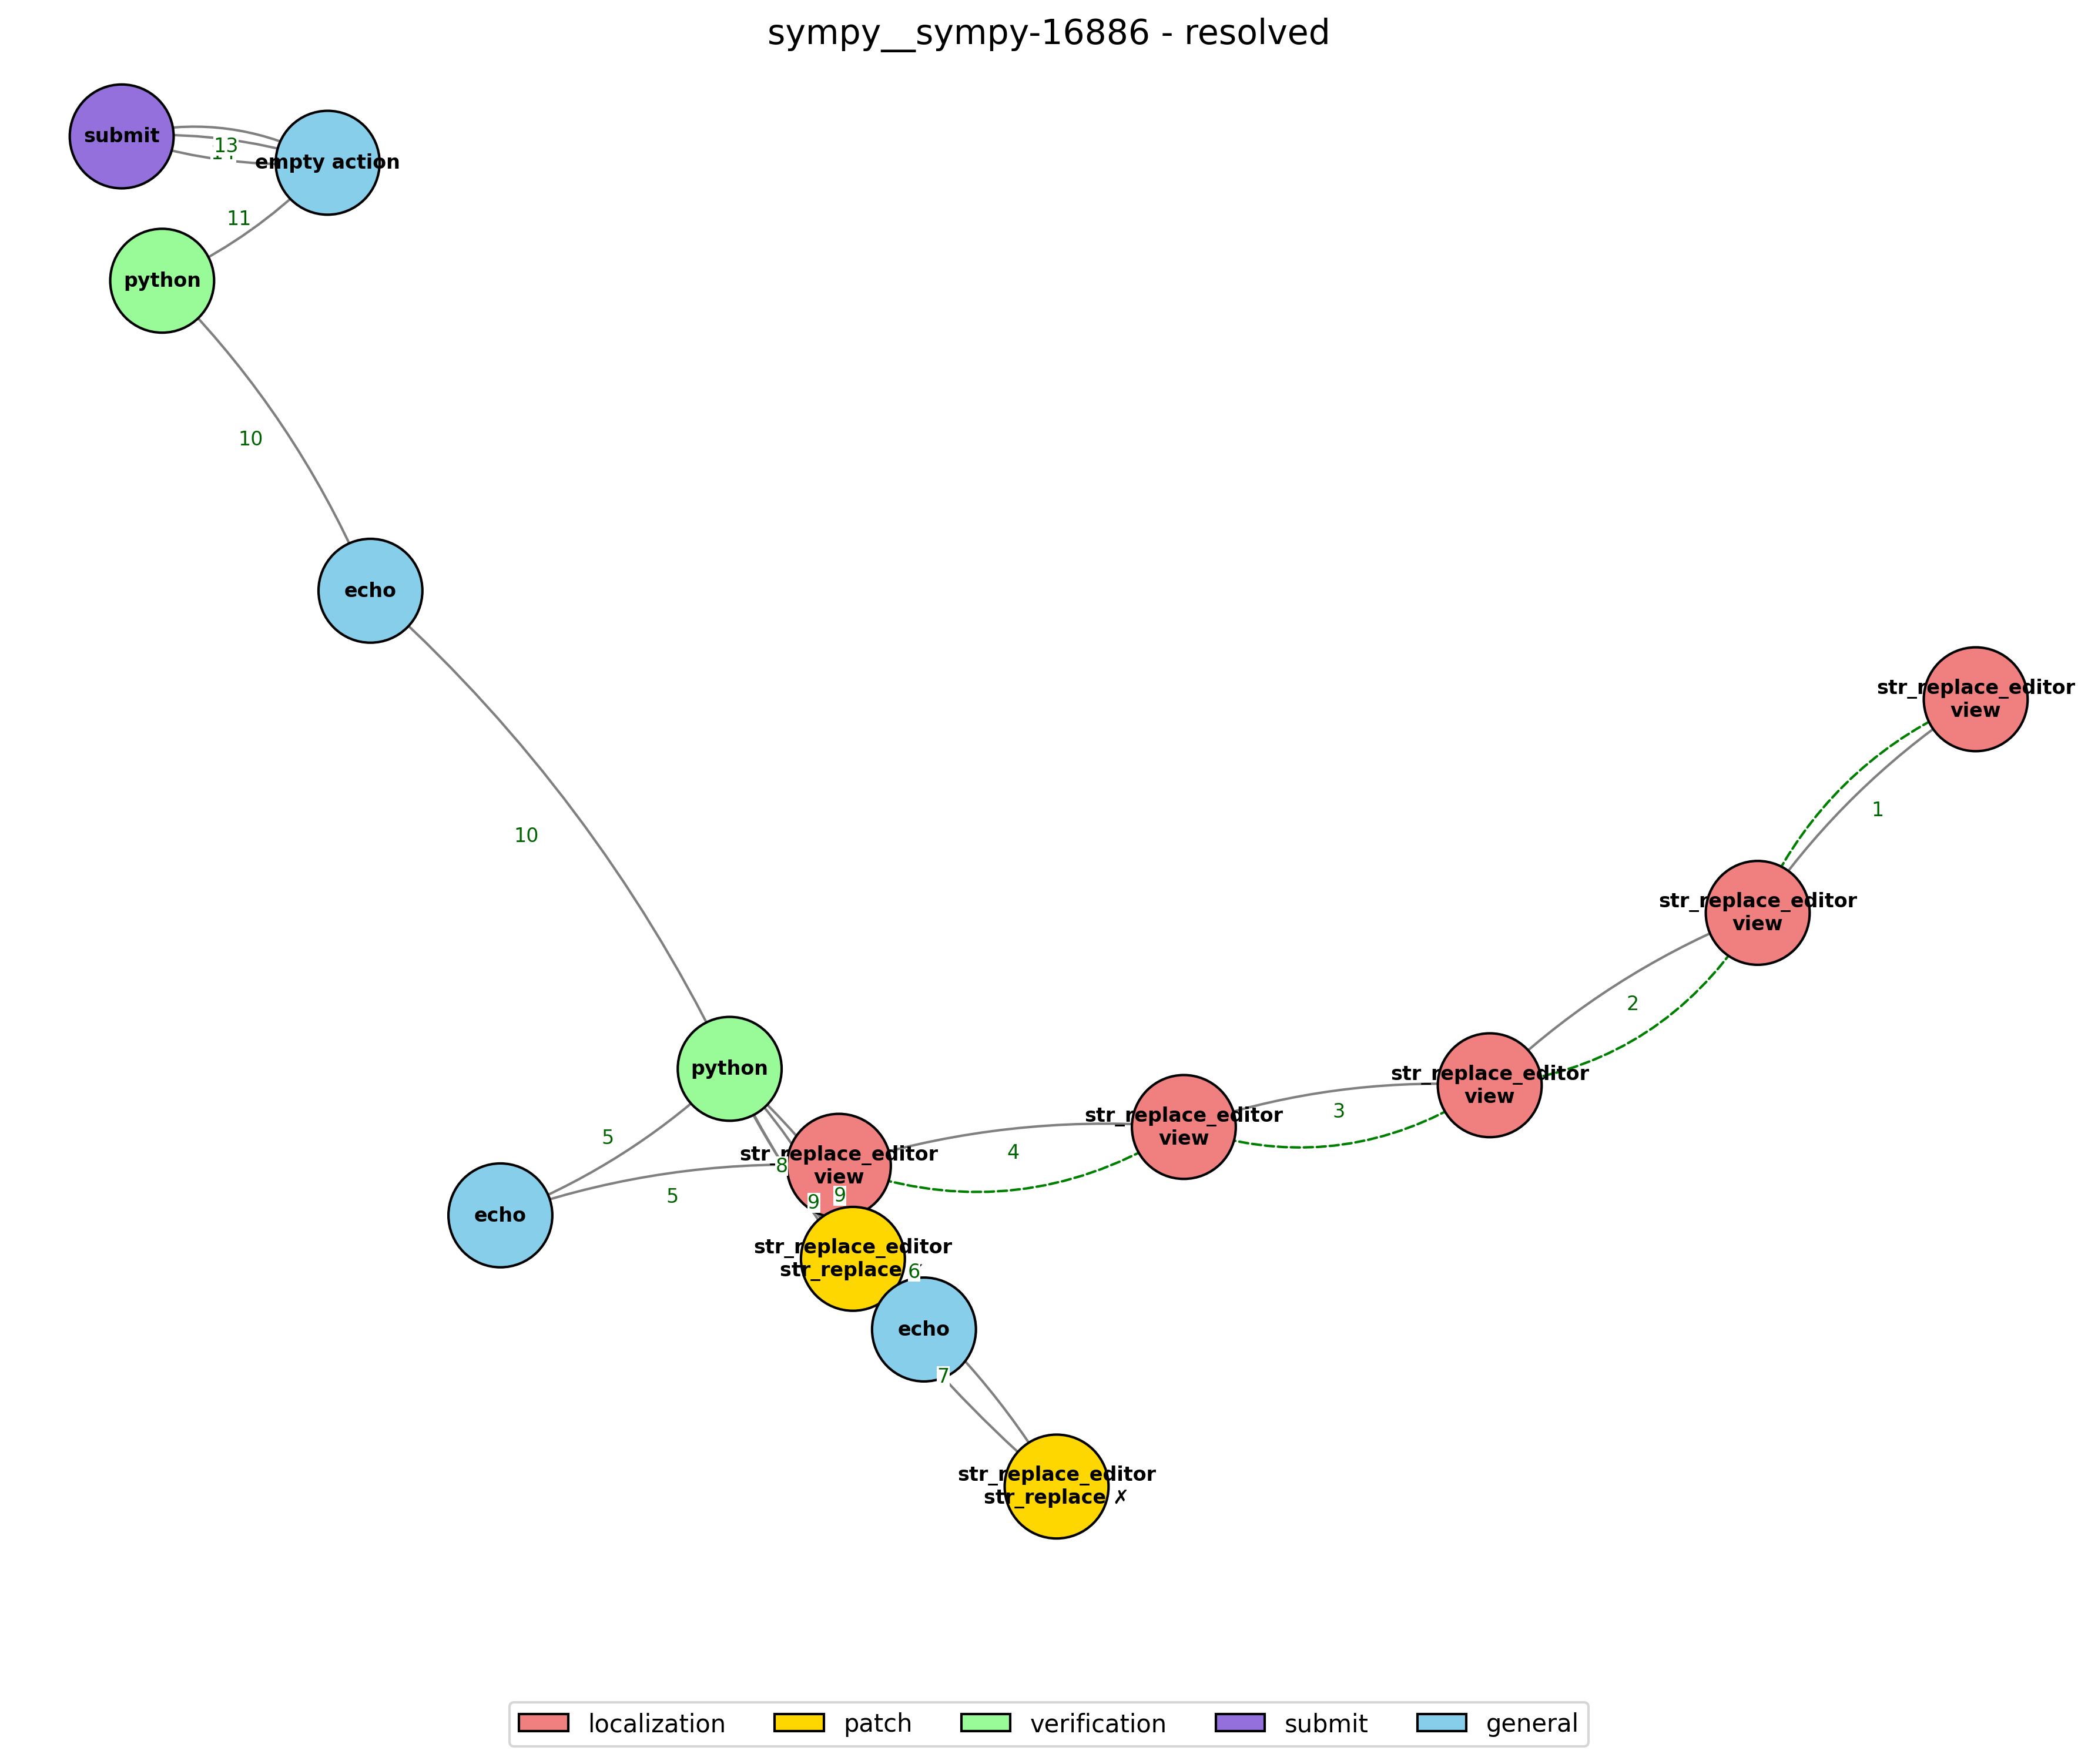 sympy__sympy-16886 - resolved
submit
13
empty action
11
python
10
echo
10
str_replace_editor
view
1
str_replace_editor
view
2
python
str_replace_editor
view
3
str_replace_editor
view
4
5
str_replace_editor
view
8
5
9
9
echo
str_replace_editor
str_replace
6
echo
7
str_replace_editor
str_replace ✗
localization
patch
verification
submit
general